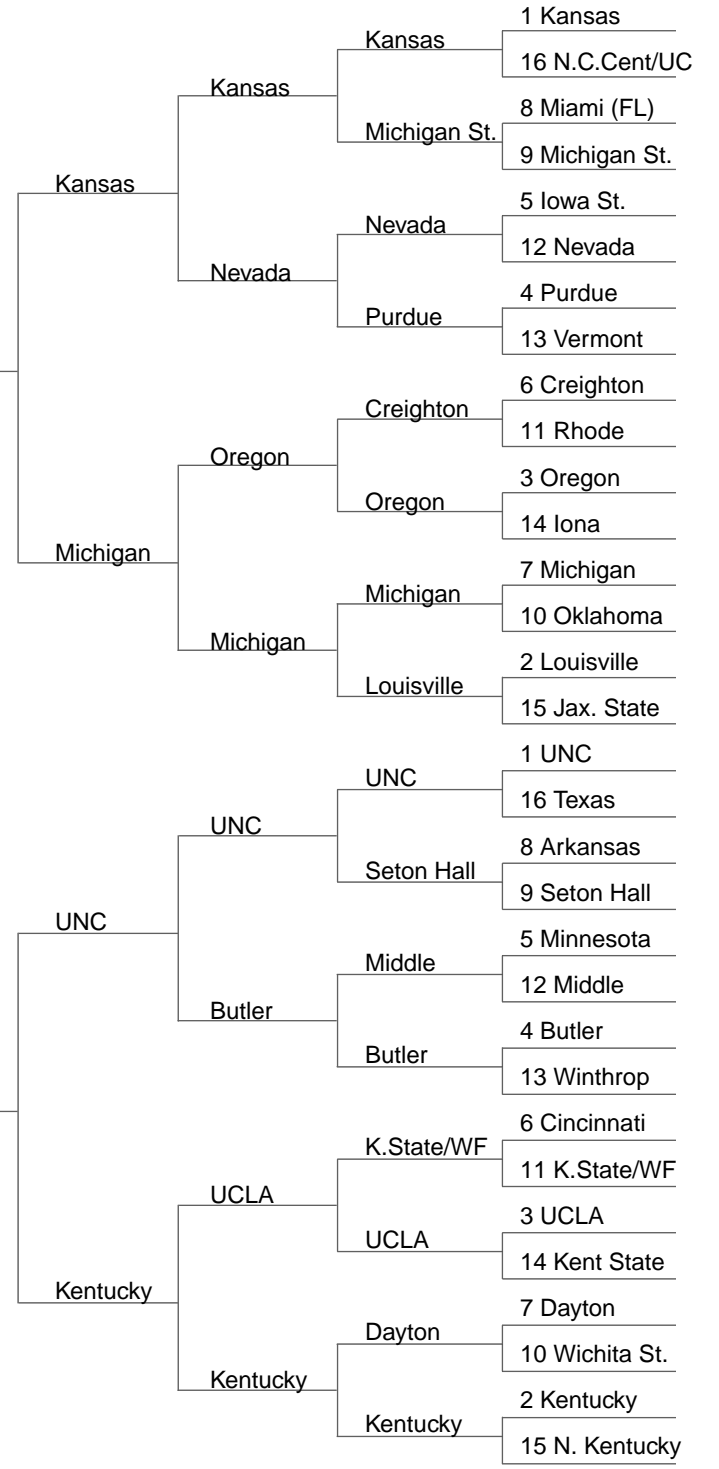 1 Kansas
Kansas
16 N.C.Cent/UC
Kansas
8 Miami (FL)
Michigan St.
9 Michigan St.
Kansas
5 Iowa St.
Nevada
12 Nevada
Nevada
4 Purdue
Purdue
13 Vermont
6 Creighton
Creighton
11 Rhode
Oregon
3 Oregon
Oregon
14 Iona
Michigan
7 Michigan
Michigan
10 Oklahoma
Michigan
2 Louisville
Louisville
15 Jax. State
1 UNC
UNC
16 Texas
UNC
8 Arkansas
Seton Hall
9 Seton Hall
UNC
5 Minnesota
Middle
12 Middle
Butler
4 Butler
Butler
13 Winthrop
6 Cincinnati
K.State/WF
11 K.State/WF
UCLA
3 UCLA
UCLA
14 Kent State
Kentucky
7 Dayton
Dayton
10 Wichita St.
Kentucky
2 Kentucky
Kentucky
15 N. Kentucky